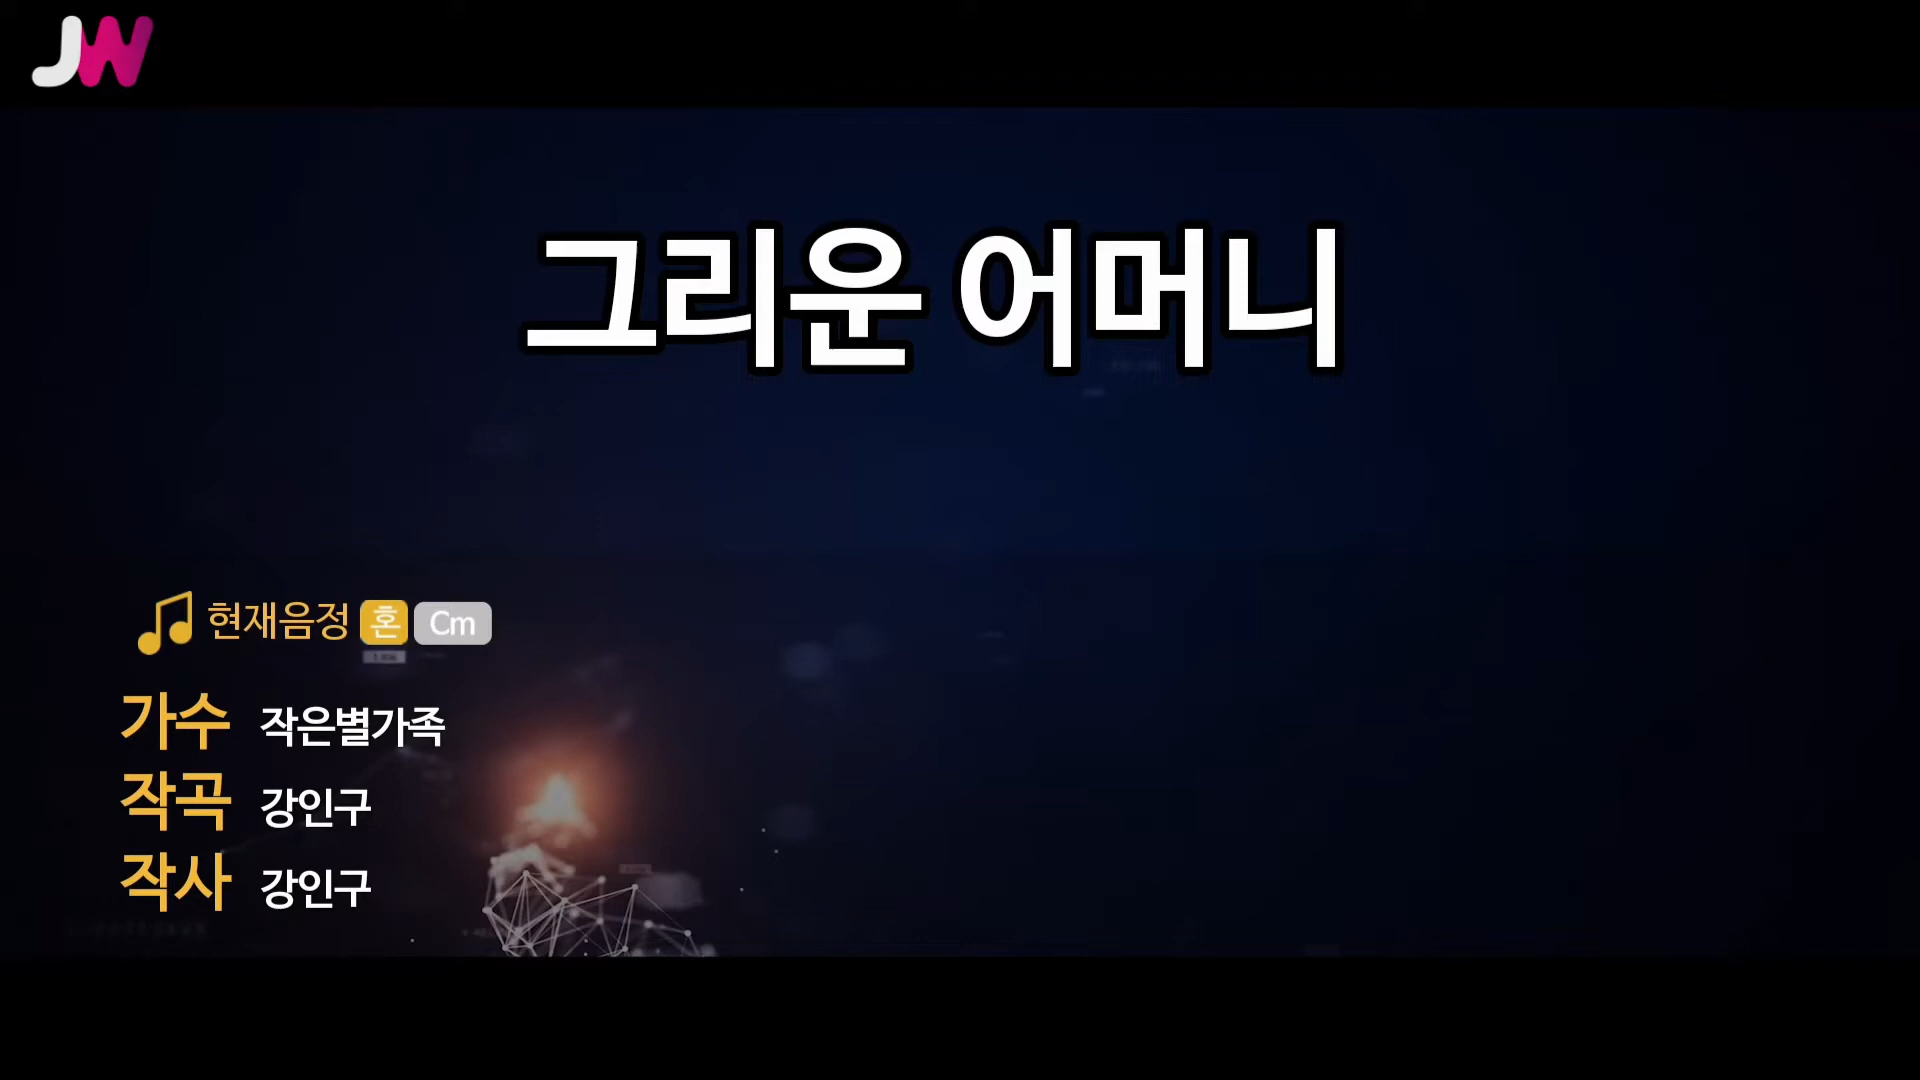 JW
그리운 어머니
현재음정 혼 Cm
가수 작은별가족
작곡 강인구
작사 강인구